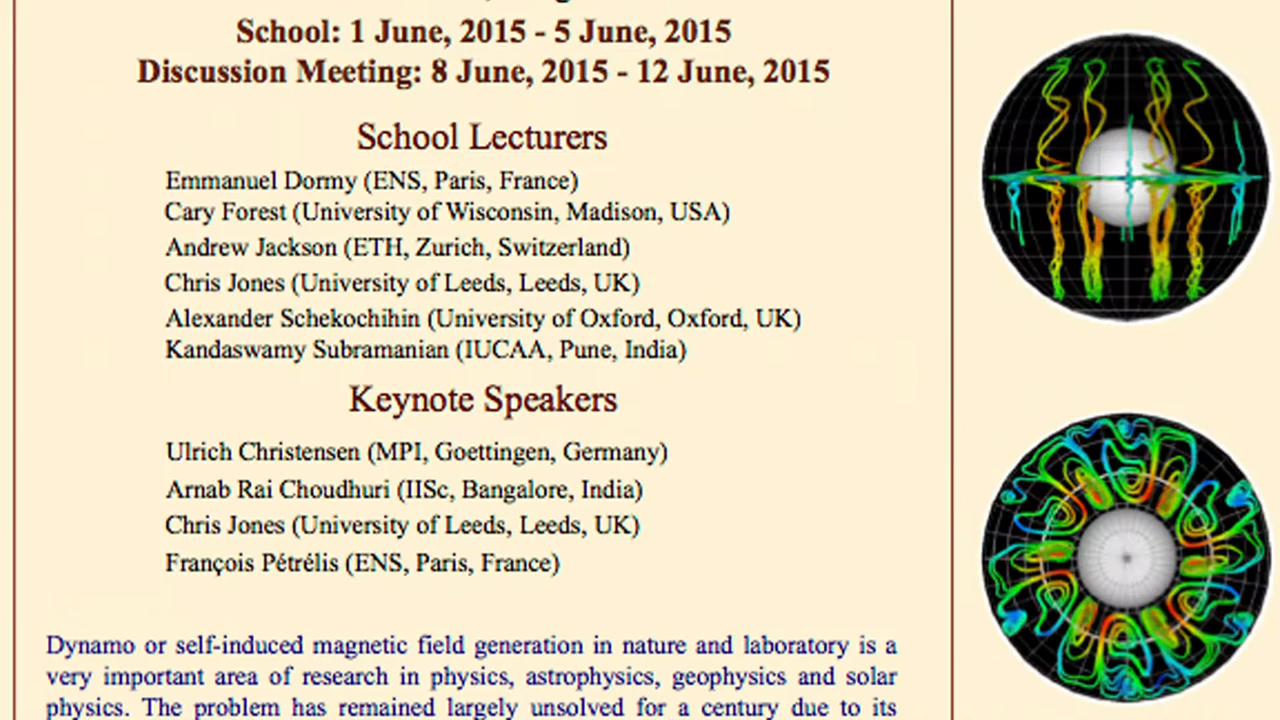 School: 1 June, 2015 - 5 June, 2015
Discussion Meeting: 8 June, 2015 - 12 June, 2015
School Lecturers
Emmanuel Dormy (ENS, Paris, France)
Cary Forest (University of Wisconsin, Madison, USA)
Andrew Jackson (ETH, Zurich, Switzerland)
Chris Jones (University of Leeds, Leeds, UK)
Alexander Schekochihin (University of Oxford, Oxford, UK)
Kandaswamy Subramanian (IUCAA, Pune, India)
Keynote Speakers
Ulrich Christensen (MPI, Goettingen, Germany)
Arnab Rai Choudhuri (IISc, Bangalore, India)
Chris Jones (University of Leeds, Leeds, UK)
François Pétrélis (ENS, Paris, France)
Dynamo or self-induced magnetic field generation in nature and laboratory is a
very important area of research in physics, astrophysics, geophysics and solar
physics. The problem has remained largely unsolved for a century due to its